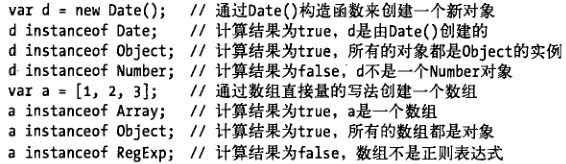 var d = new Date(); // 通过Date()构造函数来创建一个新对象
d instanceof Date; // 计算结果为true, d是由Date()创建的
d instanceof Object; // 计算结果为true, 所有的对象都是Object的实例
d instanceof Number; // 计算结果为false, d不是一个Number对象
var a = [1, 2, 3]; // 通过数组直接量的写法创建一个数组
a instanceof Array; // 计算结果为true, a是一个数组
a instanceof Object; // 计算结果为true, 所有的数组都是对象
a instanceof RegExp; // 计算结果为false, 数组不是正则表达式